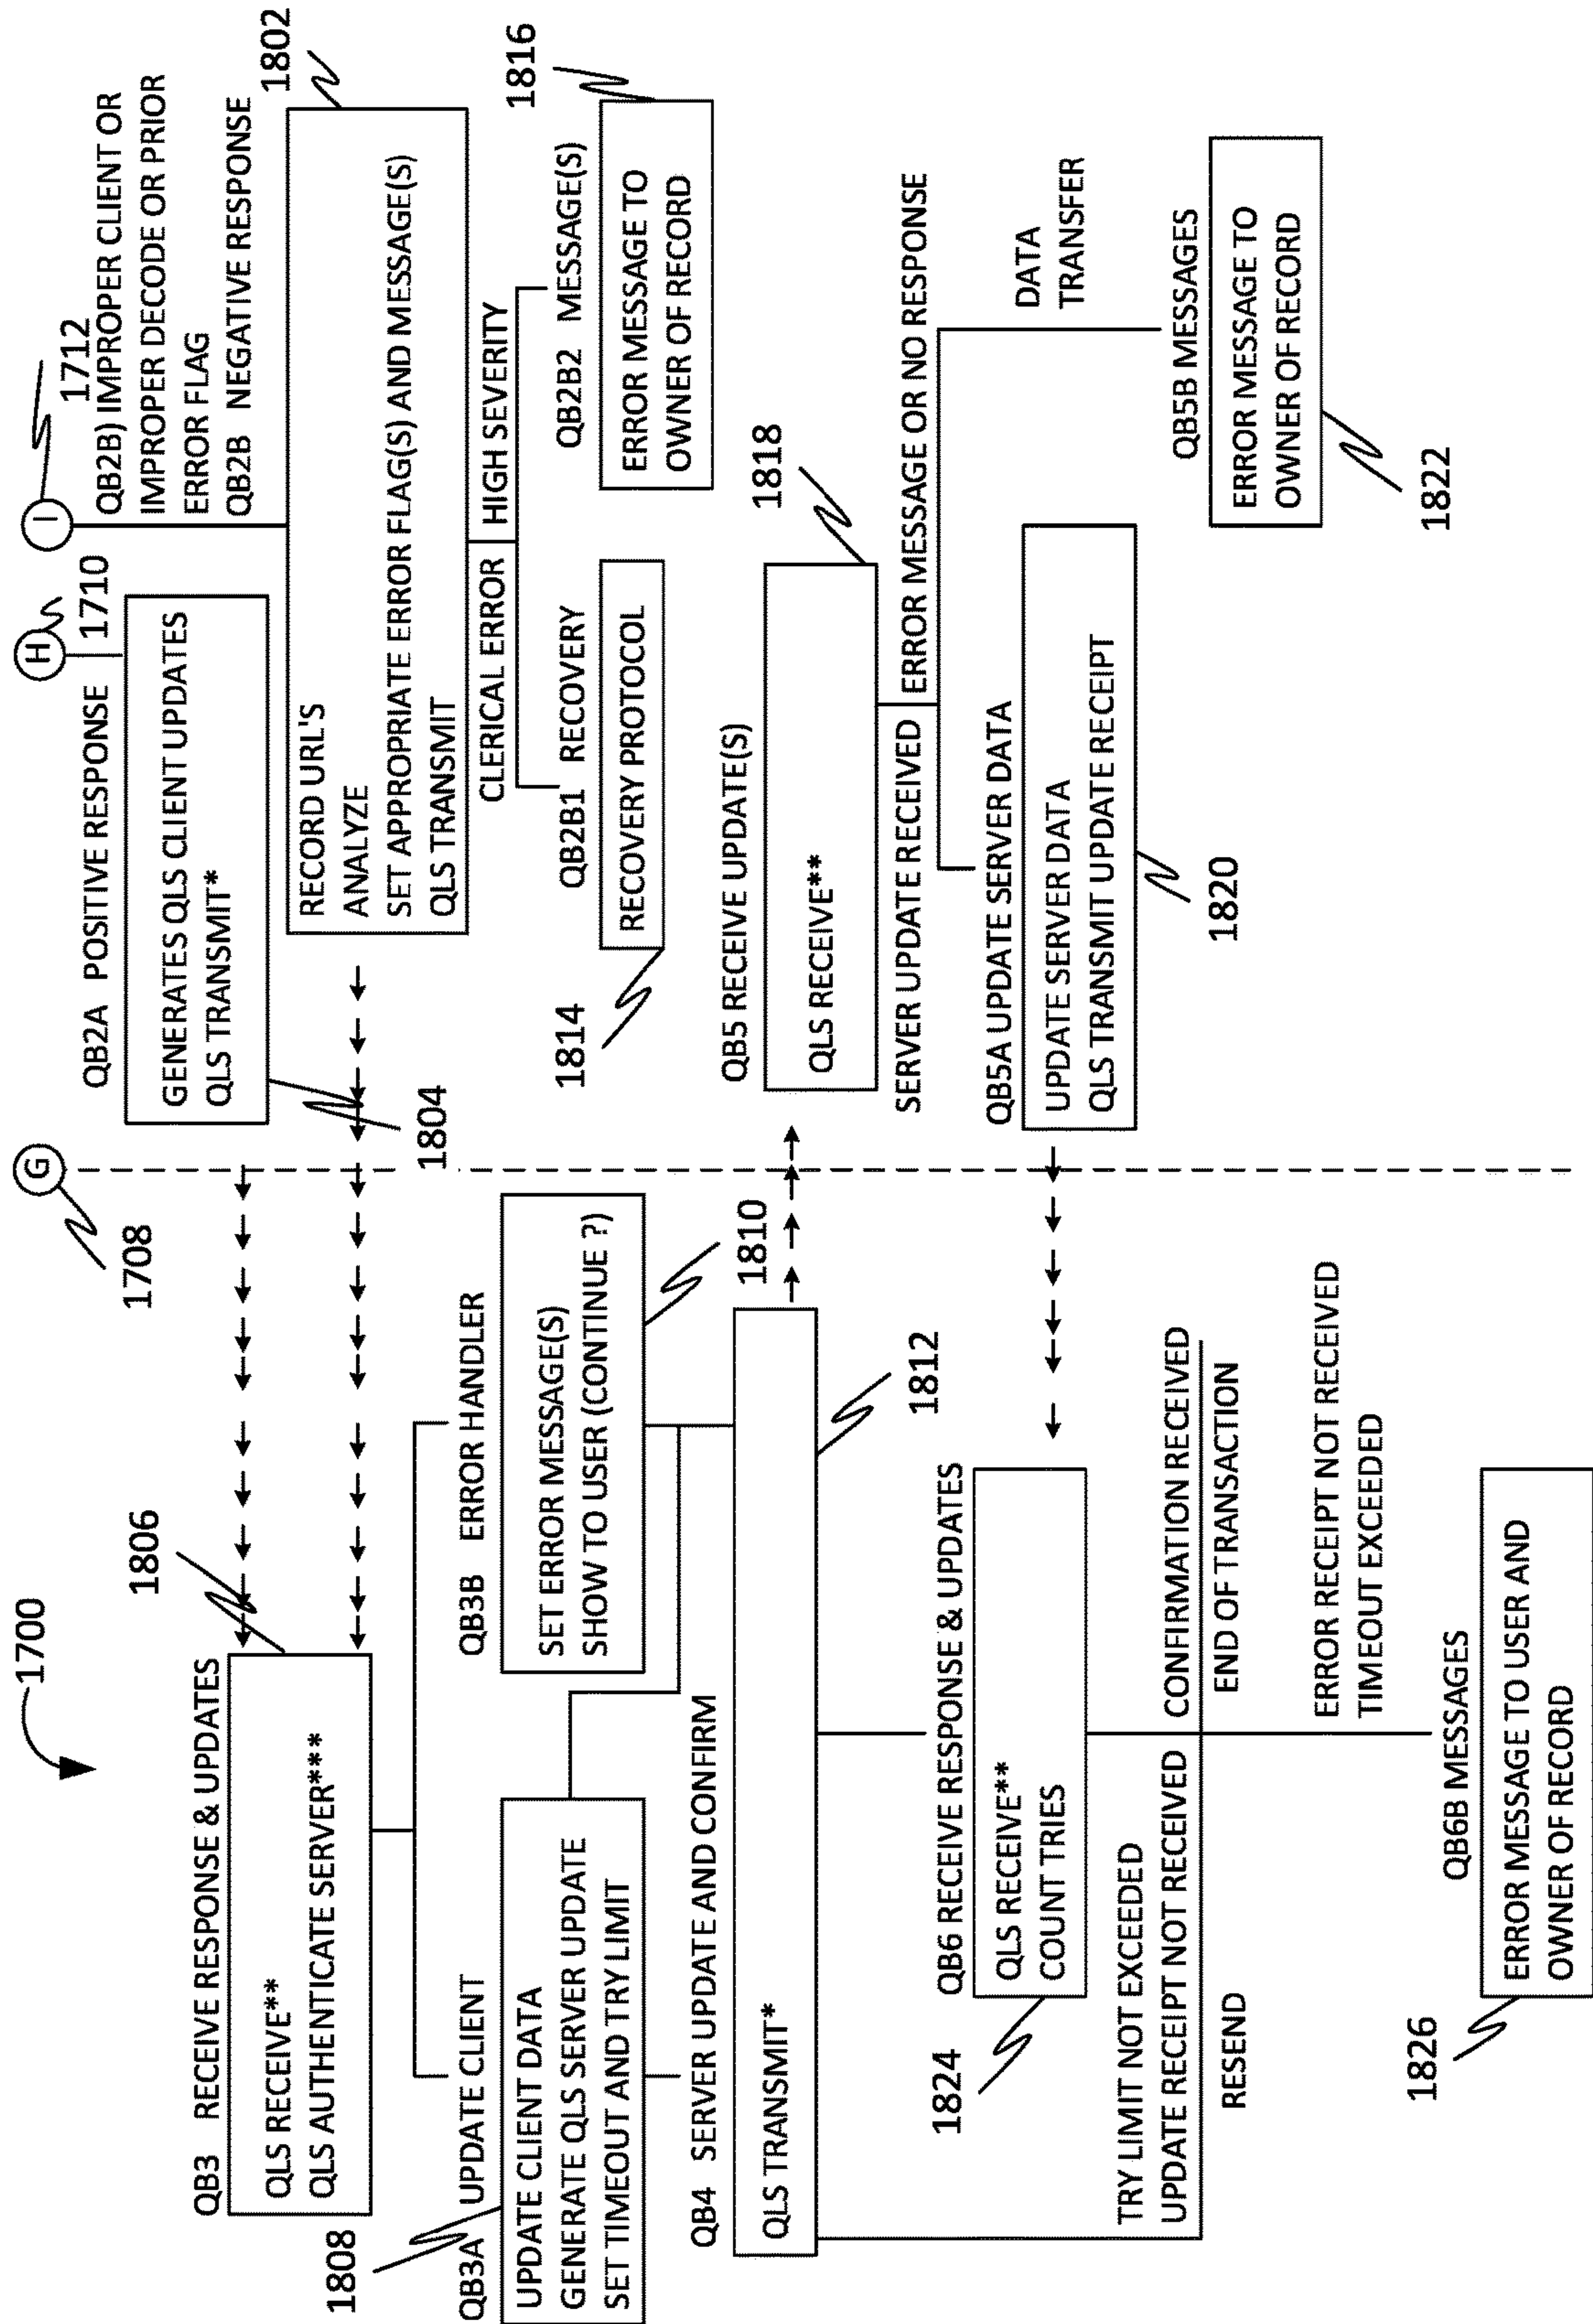 1700
G
1708
H
1710
I
1712
QB2A POSITIVE RESPONSE
GENERATES QLS CLIENT UPDATES
QLS TRANSMIT*
1804
QB2B) IMPROPER CLIENT OR
IMPROPER DECODE OR PRIOR
ERROR FLAG
QB2B NEGATIVE RESPONSE
1802
RECORD URL'S
ANALYZE
SET APPROPRIATE ERROR FLAG(S) AND MESSAGE(S)
QLS TRANSMIT
CLERICAL ERROR
HIGH SEVERITY
QB2B1 RECOVERY
RECOVERY PROTOCOL
1814
QB2B2 MESSAGE(S)
ERROR MESSAGE TO
OWNER OF RECORD
1816
QB3 RECEIVE RESPONSE & UPDATES
1806
QLS RECEIVE**
QLS AUTHENTICATE SERVER***
1808
QB3A UPDATE CLIENT
UPDATE CLIENT DATA
GENERATE QLS SERVER UPDATE
SET TIMEOUT AND TRY LIMIT
QB3B ERROR HANDLER
SET ERROR MESSAGE(S)
SHOW TO USER (CONTINUE ?)
1810
QB4 SERVER UPDATE AND CONFIRM
QLS TRANSMIT*
1812
QB5 RECEIVE UPDATE(S)
QLS RECEIVE**
1818
SERVER UPDATE RECEIVED
ERROR MESSAGE OR NO RESPONSE
QB5A UPDATE SERVER DATA
UPDATE SERVER DATA
QLS TRANSMIT UPDATE RECEIPT
1820
DATA
TRANSFER
QB5B MESSAGES
ERROR MESSAGE TO
OWNER OF RECORD
1822
QB6 RECEIVE RESPONSE & UPDATES
QLS RECEIVE**
COUNT TRIES
1824
TRY LIMIT NOT EXCEEDED
UPDATE RECEIPT NOT RECEIVED
RESEND
CONFIRMATION RECEIVED
END OF TRANSACTION
ERROR RECEIPT NOT RECEIVED
TIMEOUT EXCEEDED
QB6B MESSAGES
ERROR MESSAGE TO USER AND
OWNER OF RECORD
1826